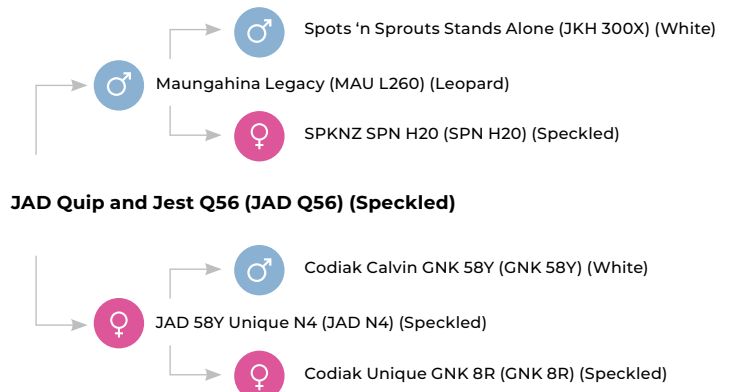 Spots ‘n Sprouts Stands Alone (JKH 300X) (White)
Maungahina Legacy (MAU L260) (Leopard)
SPKNZ SPN H20 (SPN H20) (Speckled)
JAD Quip and Jest Q56 (JAD Q56) (Speckled)
Codiak Calvin GNK 58Y (GNK 58Y) (White)
JAD 58Y Unique N4 (JAD N4) (Speckled)
Codiak Unique GNK 8R (GNK 8R) (Speckled)